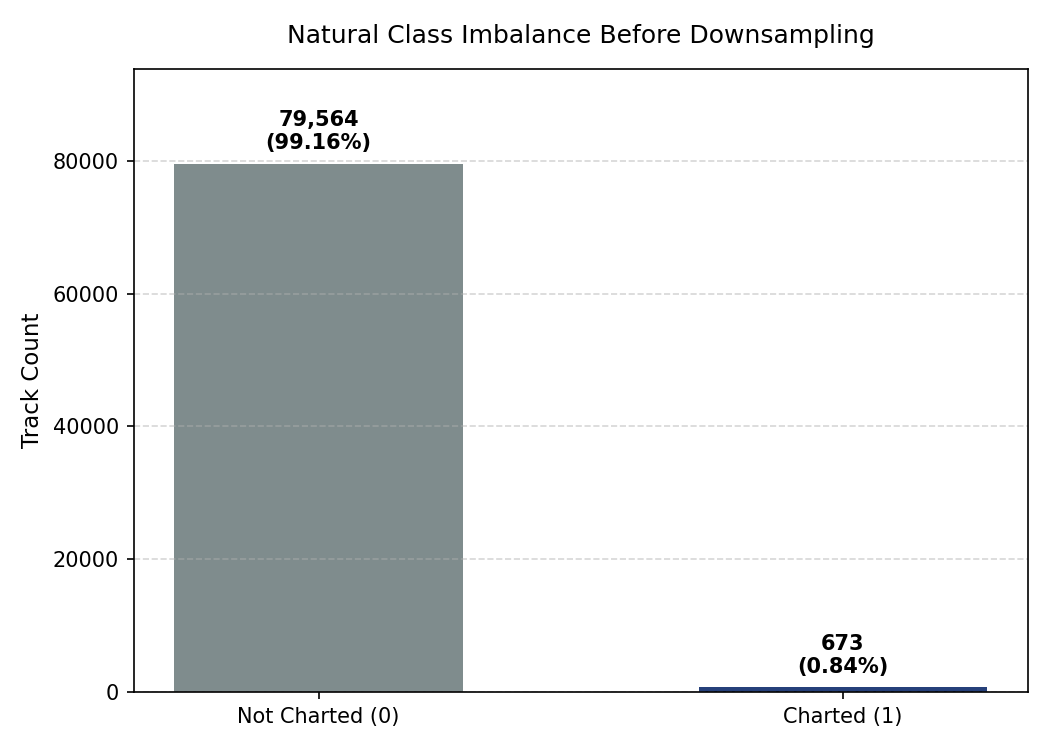 Natural Class Imbalance Before Downsampling
79,564
(99.16%)
80000
60000
Track Count
40000
20000
673
(0.84%)
0
Not Charted (0)
Charted (1)